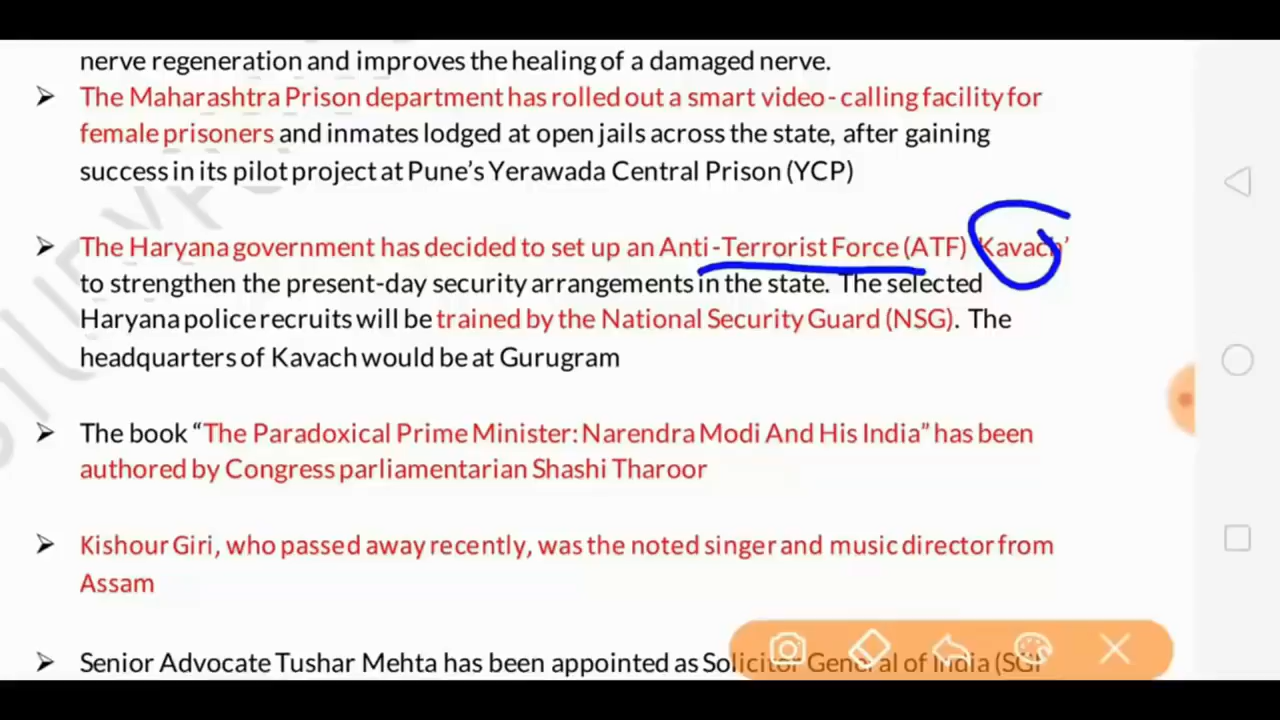 nerve regeneration and improves the healing of a damaged nerve.
➢ The Maharashtra Prison department has rolled out a smart video-calling facility for
female prisoners and inmates lodged at open jails across the state, after gaining
success in its pilot project at Pune’s Yerawada Central Prison (YCP)
➢ The Haryana government has decided to set up an Anti-Terrorist Force (ATF) ‘Kavach’
to strengthen the present-day security arrangements in the state. The selected
Haryana police recruits will be trained by the National Security Guard (NSG). The
headquarters of Kavach would be at Gurugram
➢ The book “The Paradoxical Prime Minister: Narendra Modi And His India” has been
authored by Congress parliamentarian Shashi Tharoor
➢ Kishour Giri, who passed away recently, was the noted singer and music director from
Assam
➢ Senior Advocate Tushar Mehta has been appointed as Solicitor General of India (SGI